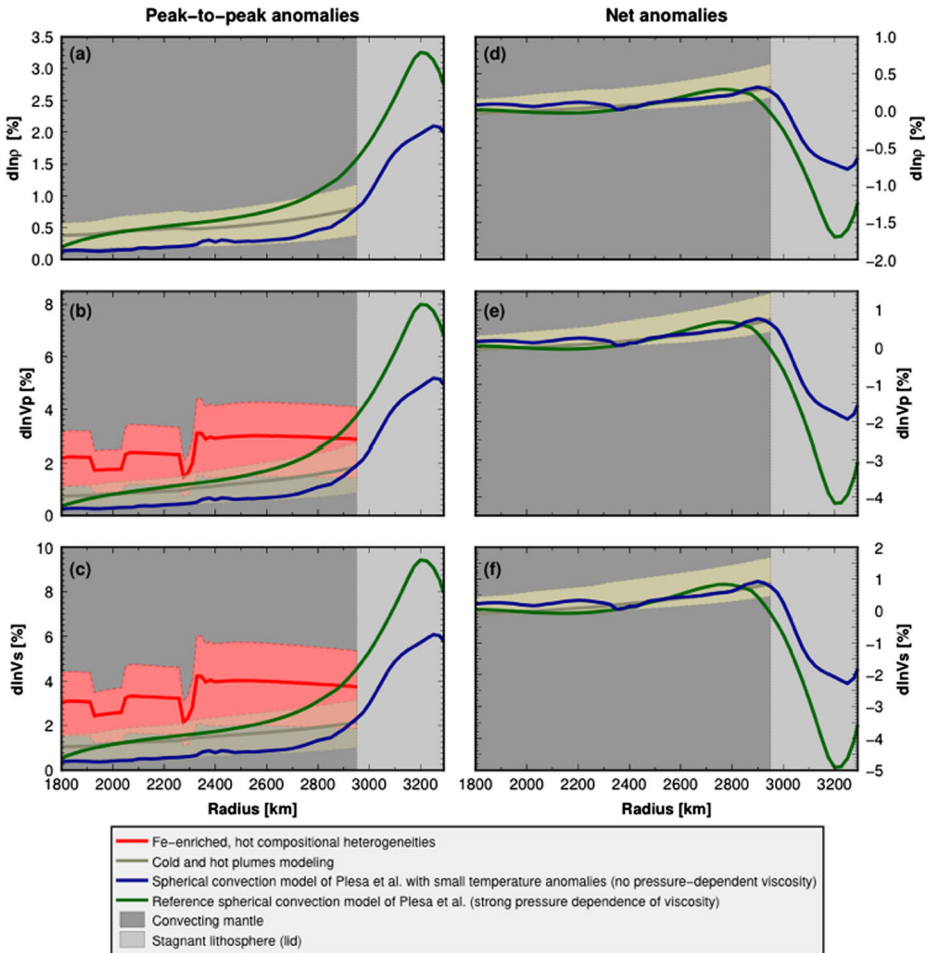 Peak-to-peak anomalies
Net anomalies
(a)
3.5
3.0
2.5
2.0
1.5
1.0
0.5
0.0
dlnρ [%]
(d)
1.0
0.5
0.0
-0.5
-1.0
-1.5
-2.0
dlnρ [%]
(b)
8
6
4
2
0
dlnVp [%]
(e)
1
0
-1
-2
-3
-4
dlnVp [%]
(c)
10
8
6
4
2
0
dlnVs [%]
1800 2000 2200 2400 2600 2800 3000 3200
Radius [km]
(f)
2
1
0
-1
-2
-3
-4
-5
dlnVs [%]
1800 2000 2200 2400 2600 2800 3000 3200
Radius [km]
Fe-enriched, hot compositional heterogeneities
Cold and hot plumes modeling
Spherical convection model of Plesa et al. with small temperature anomalies (no pressure-dependent viscosity)
Reference spherical convection model of Plesa et al. (strong pressure dependence of viscosity)
Convecting mantle
Stagnant lithosphere (lid)